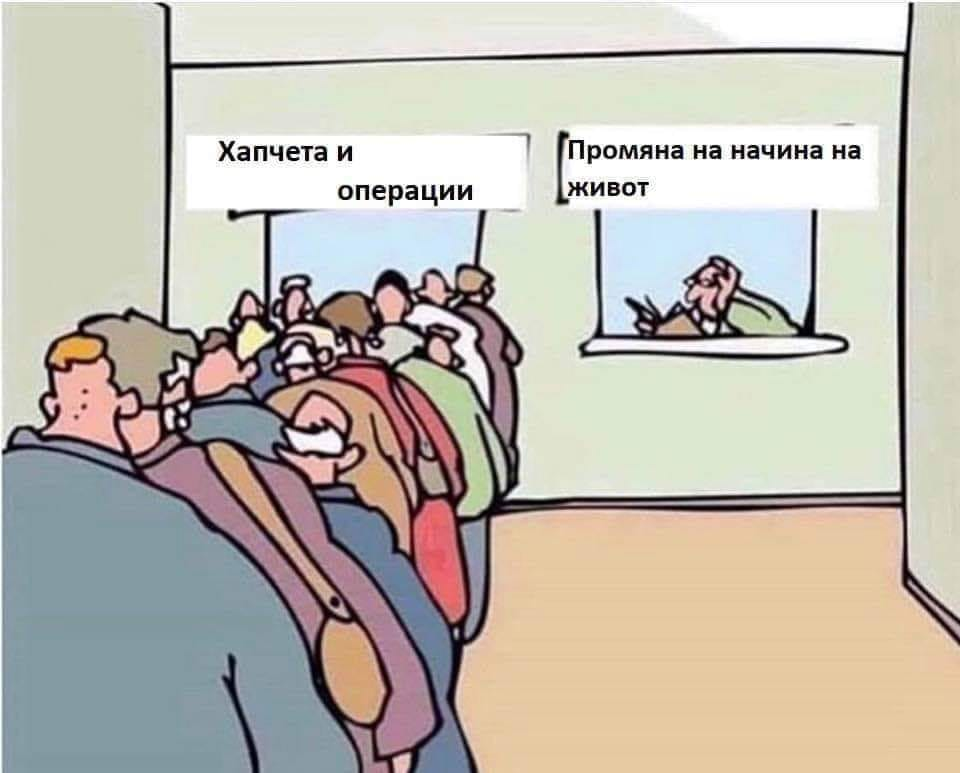 Хапчета и
операции
Промяна на начина на
живот